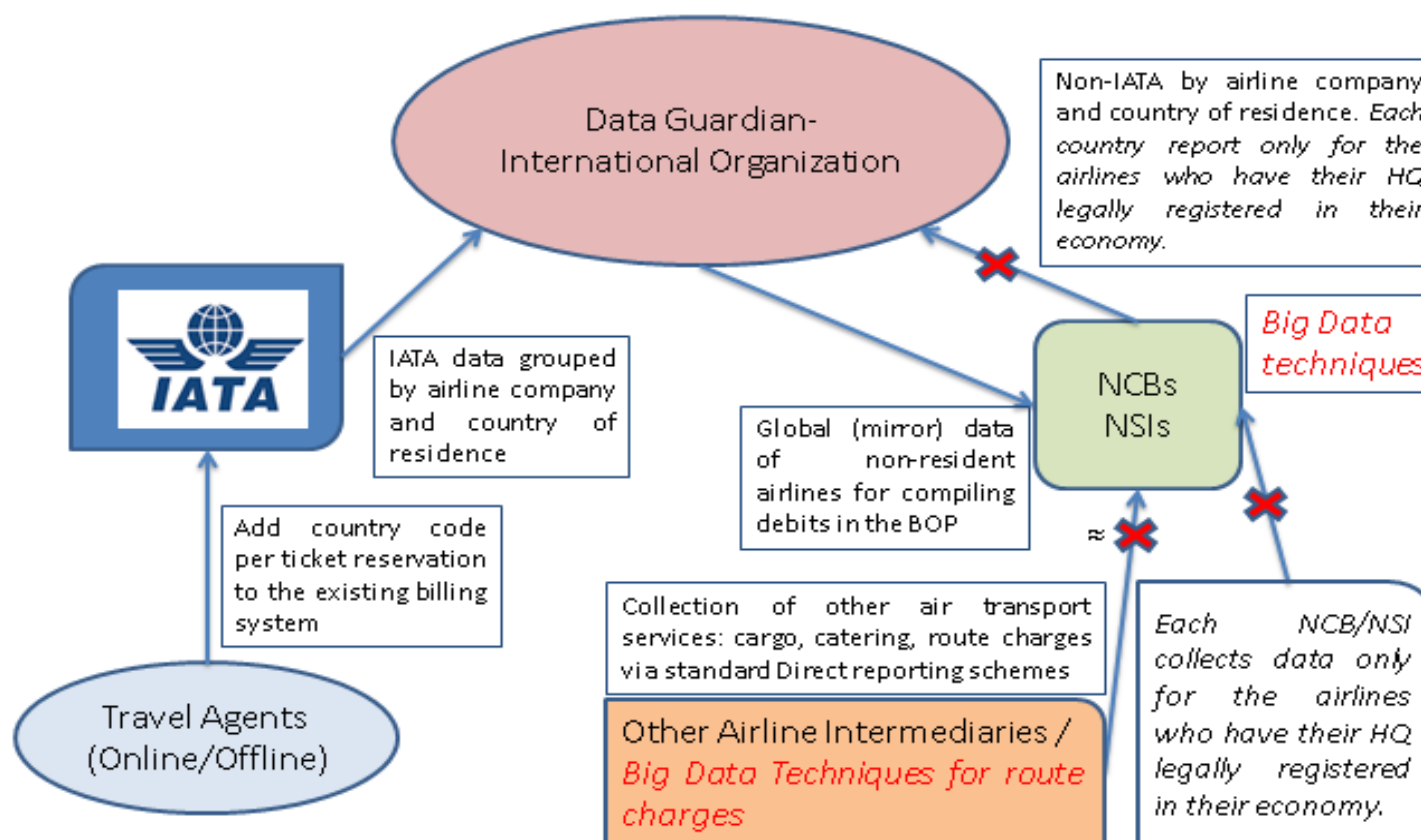 Data Guardian-
International Organization
Non-IATA by airline company
and country of residence. Each
country report only for the
airlines who have their HQ
legally registered in their
economy.
IATA
IATA data grouped
by airline company
and country of
residence
Big Data
techniques
NCBs
NSIs
Global (mirror) data
of non-resident
airlines for compiling
debits in the BOP
≈
Add country code
per ticket reservation
to the existing billing
system
Collection of other air transport
services: cargo, catering, route charges
via standard Direct reporting schemes
Each NCB/NSI
collects data only
for the airlines
who have their HQ
legally registered
in their economy.
Travel Agents
(Online/Offline)
Other Airline Intermediaries /
Big Data Techniques for route
charges